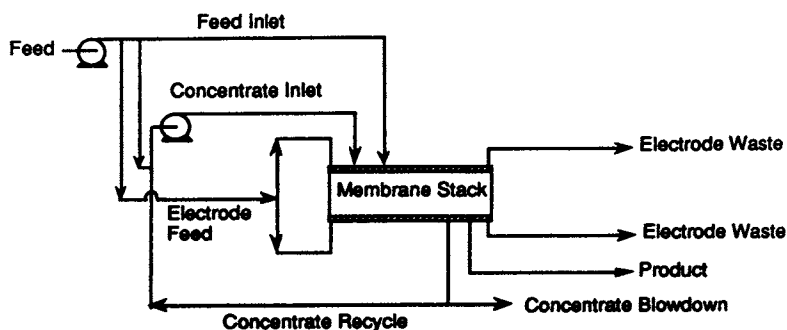 Feed Inlet
Feed
Concentrate Inlet
Electrode Waste
Membrane Stack
Electrode
Feed
Electrode Waste
Product
Concentrate Blowdown
Concentrate Recycle